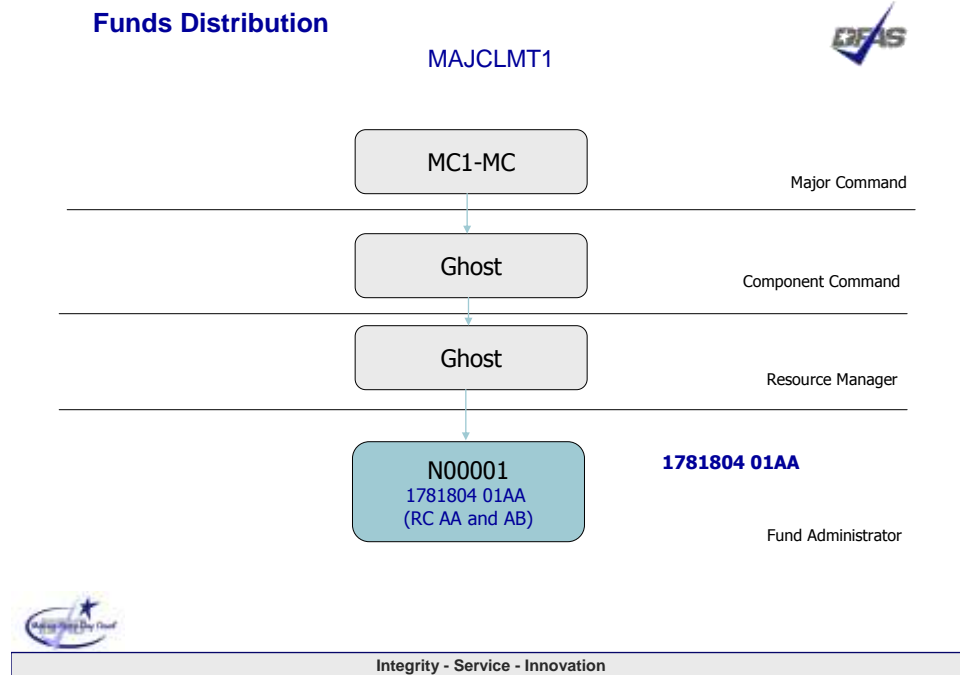 Funds Distribution
DFAS
MAJCLMT1
MC1-MC
Major Command
Ghost
Component Command
Ghost
Resource Manager
N00001
1781804 01AA
(RC AA and AB)
1781804 01AA
Fund Administrator
Integrity - Service - Innovation